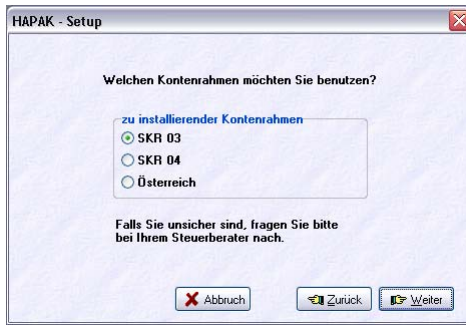 HAPAK - Setup
Welchen Kontenrahmen möchten Sie benutzen?
zu installierender Kontenrahmen
SKR 03
SKR 04
Österreich
Falls Sie unsicher sind, fragen Sie bitte
bei Ihrem Steuerberater nach.
Abbruch
Zurück
Weiter